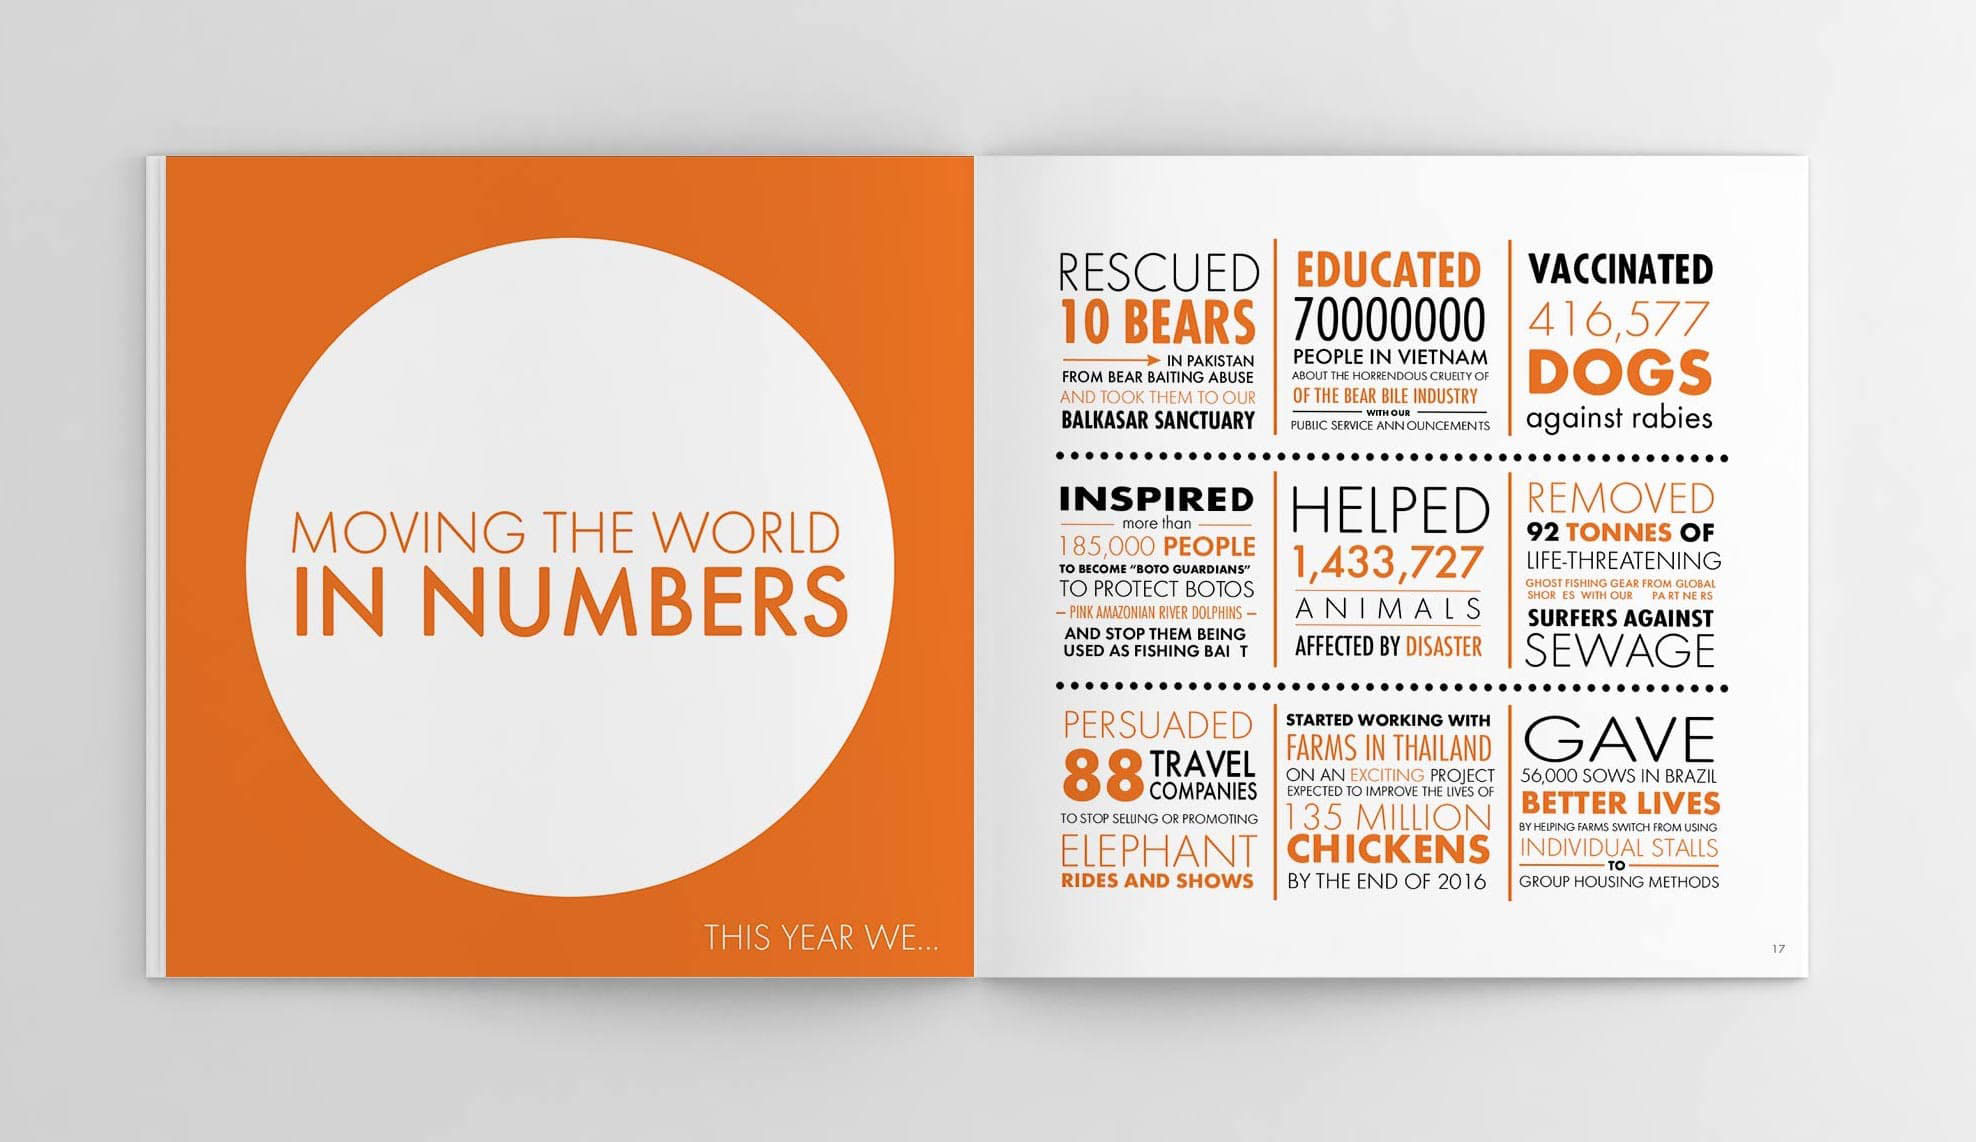 MOVING THE WORLD
IN NUMBERS
THIS YEAR WE...
RESCUED
10 BEARS
IN PAKISTAN
FROM BEAR BAITING ABUSE
AND TOOK THEM TO OUR
BALKASAR SANCTUARY
EDUCATED
70000000
PEOPLE IN VIETNAM
ABOUT THE HORRENDOUS CRUELTY OF
OF THE BEAR BILE INDUSTRY
WITH OUR
PUBLIC SERVICE ANN OUNCEMENTS
VACCINATED
416,577
DOGS
against rabies
INSPIRED
more than
185,000 PEOPLE
TO BECOME “BOTO GUARDIANS”
TO PROTECT BOTOS
– PINK AMAZONIAN RIVER DOLPHINS –
AND STOP THEM BEING
USED AS FISHING BAI T
HELPED
1,433,727
ANIMALS
AFFECTED BY DISASTER
REMOVED
92 TONNES OF
LIFE-THREATENING
GHOST FISHING GEAR FROM GLOBAL
SHOR ES WITH OUR PA RT NE RS
SURFERS AGAINST
SEWAGE
PERSUADED
88 TRAVEL
COMPANIES
TO STOP SELLING OR PROMOTING
ELEPHANT
RIDES AND SHOWS
STARTED WORKING WITH
FARMS IN THAILAND
ON AN EXCITING PROJECT
EXPECTED TO IMPROVE THE LIVES OF
135 MILLION
CHICKENS
BY THE END OF 2016
GAVE
56,000 SOWS IN BRAZIL
BETTER LIVES
BY HELPING FARMS SWITCH FROM USING
INDIVIDUAL STALLS
TO
GROUP HOUSING METHODS
17